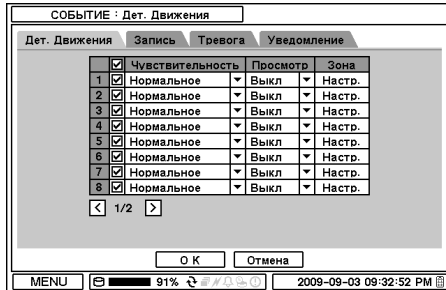 СОБЫТИЕ : Дет. Движения
Дет. Движения Запись Тревога Уведомление
Чувствительность Просмотр Зона
1 Нормальное Выкл Настр.
2 Нормальное Выкл Настр.
3 Нормальное Выкл Настр.
4 Нормальное Выкл Настр.
5 Нормальное Выкл Настр.
6 Нормальное Выкл Настр.
7 Нормальное Выкл Настр.
8 Нормальное Выкл Настр.
< 1/2 >
О К Отмена
MENU 91% 2009-09-03 09:32:52 PM